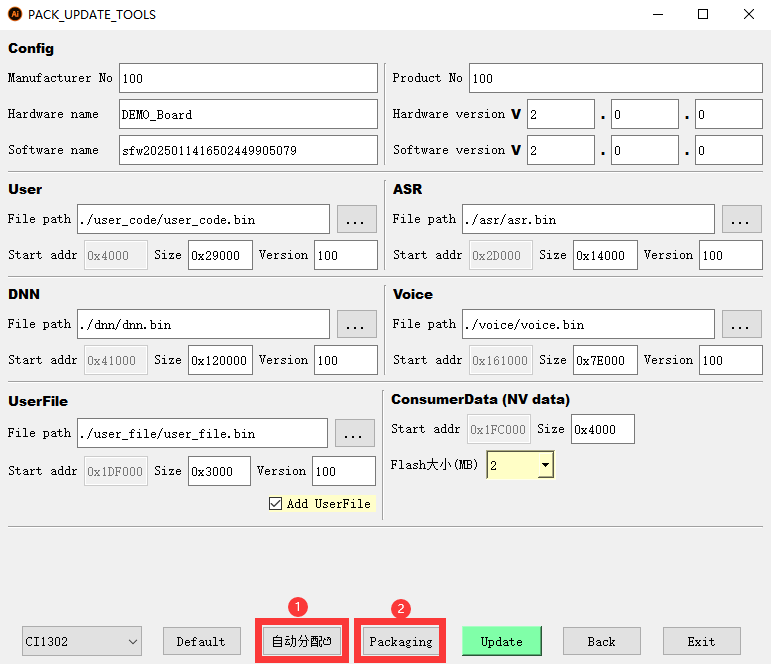 Ai PACK_UPDATE_TOOLS
Config
Manufacturer No 100 Product No 100
Hardware name DEMO_Board Hardware version V 2 . 0 . 0
Software name sfw2025011416502449905079 Software version V 2 . 0 . 0
User
File path ./user_code/user_code.bin ...
Start addr 0x4000 Size 0x29000 Version 100
ASR
File path ./asr/asr.bin ...
Start addr 0x2D000 Size 0x14000 Version 100
DNN
File path ./dnn/dnn.bin ...
Start addr 0x41000 Size 0x120000 Version 100
Voice
File path ./voice/voice.bin ...
Start addr 0x161000 Size 0x7E000 Version 100
UserFile
File path ./user_file/user_file.bin ...
Start addr 0x1DF000 Size 0x3000 Version 100
Add UserFile
ConsumerData (NV data)
Start addr 0x1FC000 Size 0x4000
Flash大小(MB) 2
1 2
CI1302 Default 自动分配 Packaging Update Back Exit